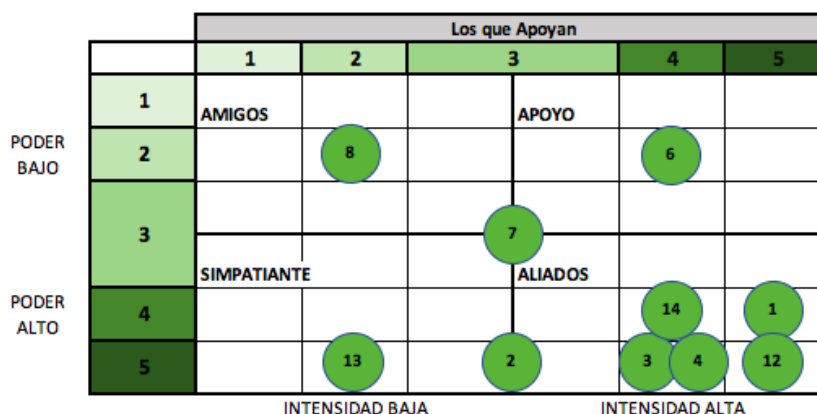 Los que Apoyan
1 2 3 4 5
1
AMIGOS APOYO
PODER
BAJO
2 8 6
3 7
SIMPATIANTE ALIADOS
PODER
ALTO
4 14 1
5 13 2 3 4 12
INTENSIDAD BAJA INTENSIDAD ALTA